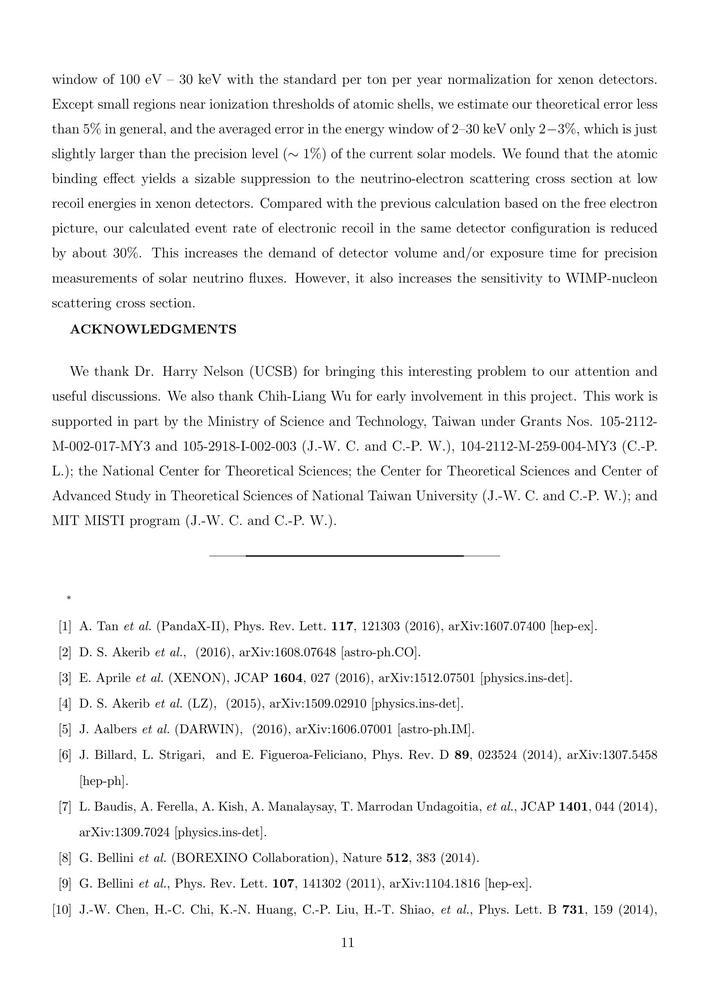 window of 100 eV – 30 keV with the standard per ton per year normalization for xenon detectors.
Except small regions near ionization thresholds of atomic shells, we estimate our theoretical error less
than 5% in general, and the averaged error in the energy window of 2–30 keV only 2−3%, which is just
slightly larger than the precision level (∼ 1%) of the current solar models. We found that the atomic
binding effect yields a sizable suppression to the neutrino-electron scattering cross section at low
recoil energies in xenon detectors. Compared with the previous calculation based on the free electron
picture, our calculated event rate of electronic recoil in the same detector configuration is reduced
by about 30%. This increases the demand of detector volume and/or exposure time for precision
measurements of solar neutrino fluxes. However, it also increases the sensitivity to WIMP-nucleon
scattering cross section.
ACKNOWLEDGMENTS
We thank Dr. Harry Nelson (UCSB) for bringing this interesting problem to our attention and
useful discussions. We also thank Chih-Liang Wu for early involvement in this project. This work is
supported in part by the Ministry of Science and Technology, Taiwan under Grants Nos. 105-2112-
M-002-017-MY3 and 105-2918-I-002-003 (J.-W. C. and C.-P. W.), 104-2112-M-259-004-MY3 (C.-P.
L.); the National Center for Theoretical Sciences; the Center for Theoretical Sciences and Center of
Advanced Study in Theoretical Sciences of National Taiwan University (J.-W. C. and C.-P. W.); and
MIT MISTI program (J.-W. C. and C.-P. W.).
*
[1] A. Tan et al. (PandaX-II), Phys. Rev. Lett. 117, 121303 (2016), arXiv:1607.07400 [hep-ex].
[2] D. S. Akerib et al., (2016), arXiv:1608.07648 [astro-ph.CO].
[3] E. Aprile et al. (XENON), JCAP 1604, 027 (2016), arXiv:1512.07501 [physics.ins-det].
[4] D. S. Akerib et al. (LZ), (2015), arXiv:1509.02910 [physics.ins-det].
[5] J. Aalbers et al. (DARWIN), (2016), arXiv:1606.07001 [astro-ph.IM].
[6] J. Billard, L. Strigari, and E. Figueroa-Feliciano, Phys. Rev. D 89, 023524 (2014), arXiv:1307.5458
[hep-ph].
[7] L. Baudis, A. Ferella, A. Kish, A. Manalaysay, T. Marrodan Undagoitia, et al., JCAP 1401, 044 (2014),
arXiv:1309.7024 [physics.ins-det].
[8] G. Bellini et al. (BOREXINO Collaboration), Nature 512, 383 (2014).
[9] G. Bellini et al., Phys. Rev. Lett. 107, 141302 (2011), arXiv:1104.1816 [hep-ex].
[10] J.-W. Chen, H.-C. Chi, K.-N. Huang, C.-P. Liu, H.-T. Shiao, et al., Phys. Lett. B 731, 159 (2014),
11